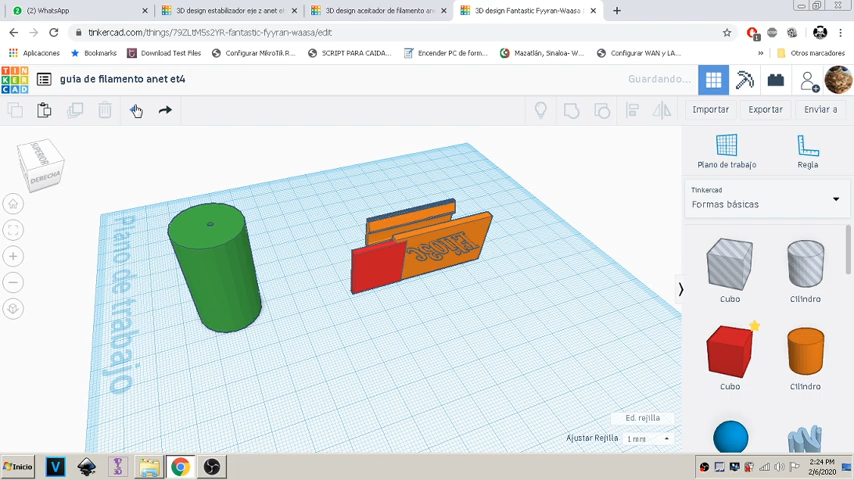 (2) WhatsApp
3D design estabilizador eje z anet et
3D design aceitador de filamento an
3D design Fantastic Fyyran-Waasa
tinkercad.com/things/79ZLtM5s2YR-fantastic-fyyran-waasa/edit
Aplicaciones
Bookmarks
Download Test Files
Configurar MikroTik R
SCRIPT PARA CAIDA...
Encender PC de form...
Mazatlán, Sinaloa- W
Configurar WAN y LA
»
Otros marcadores
TIN
KER
CAD
guia de filamento anet et4
Guardando...
Importar
Exportar
Enviar a
SUPERIOR
DERECHA
Plano de trabajo
Plano de trabajo
Regla
Tinkercad
Formas básicas
Cubo
Cilindro
Cubo
Cilindro
Ed. rejilla
Ajustar Rejilla
1 mm
Inicio
2:24 PM
2/6/2020